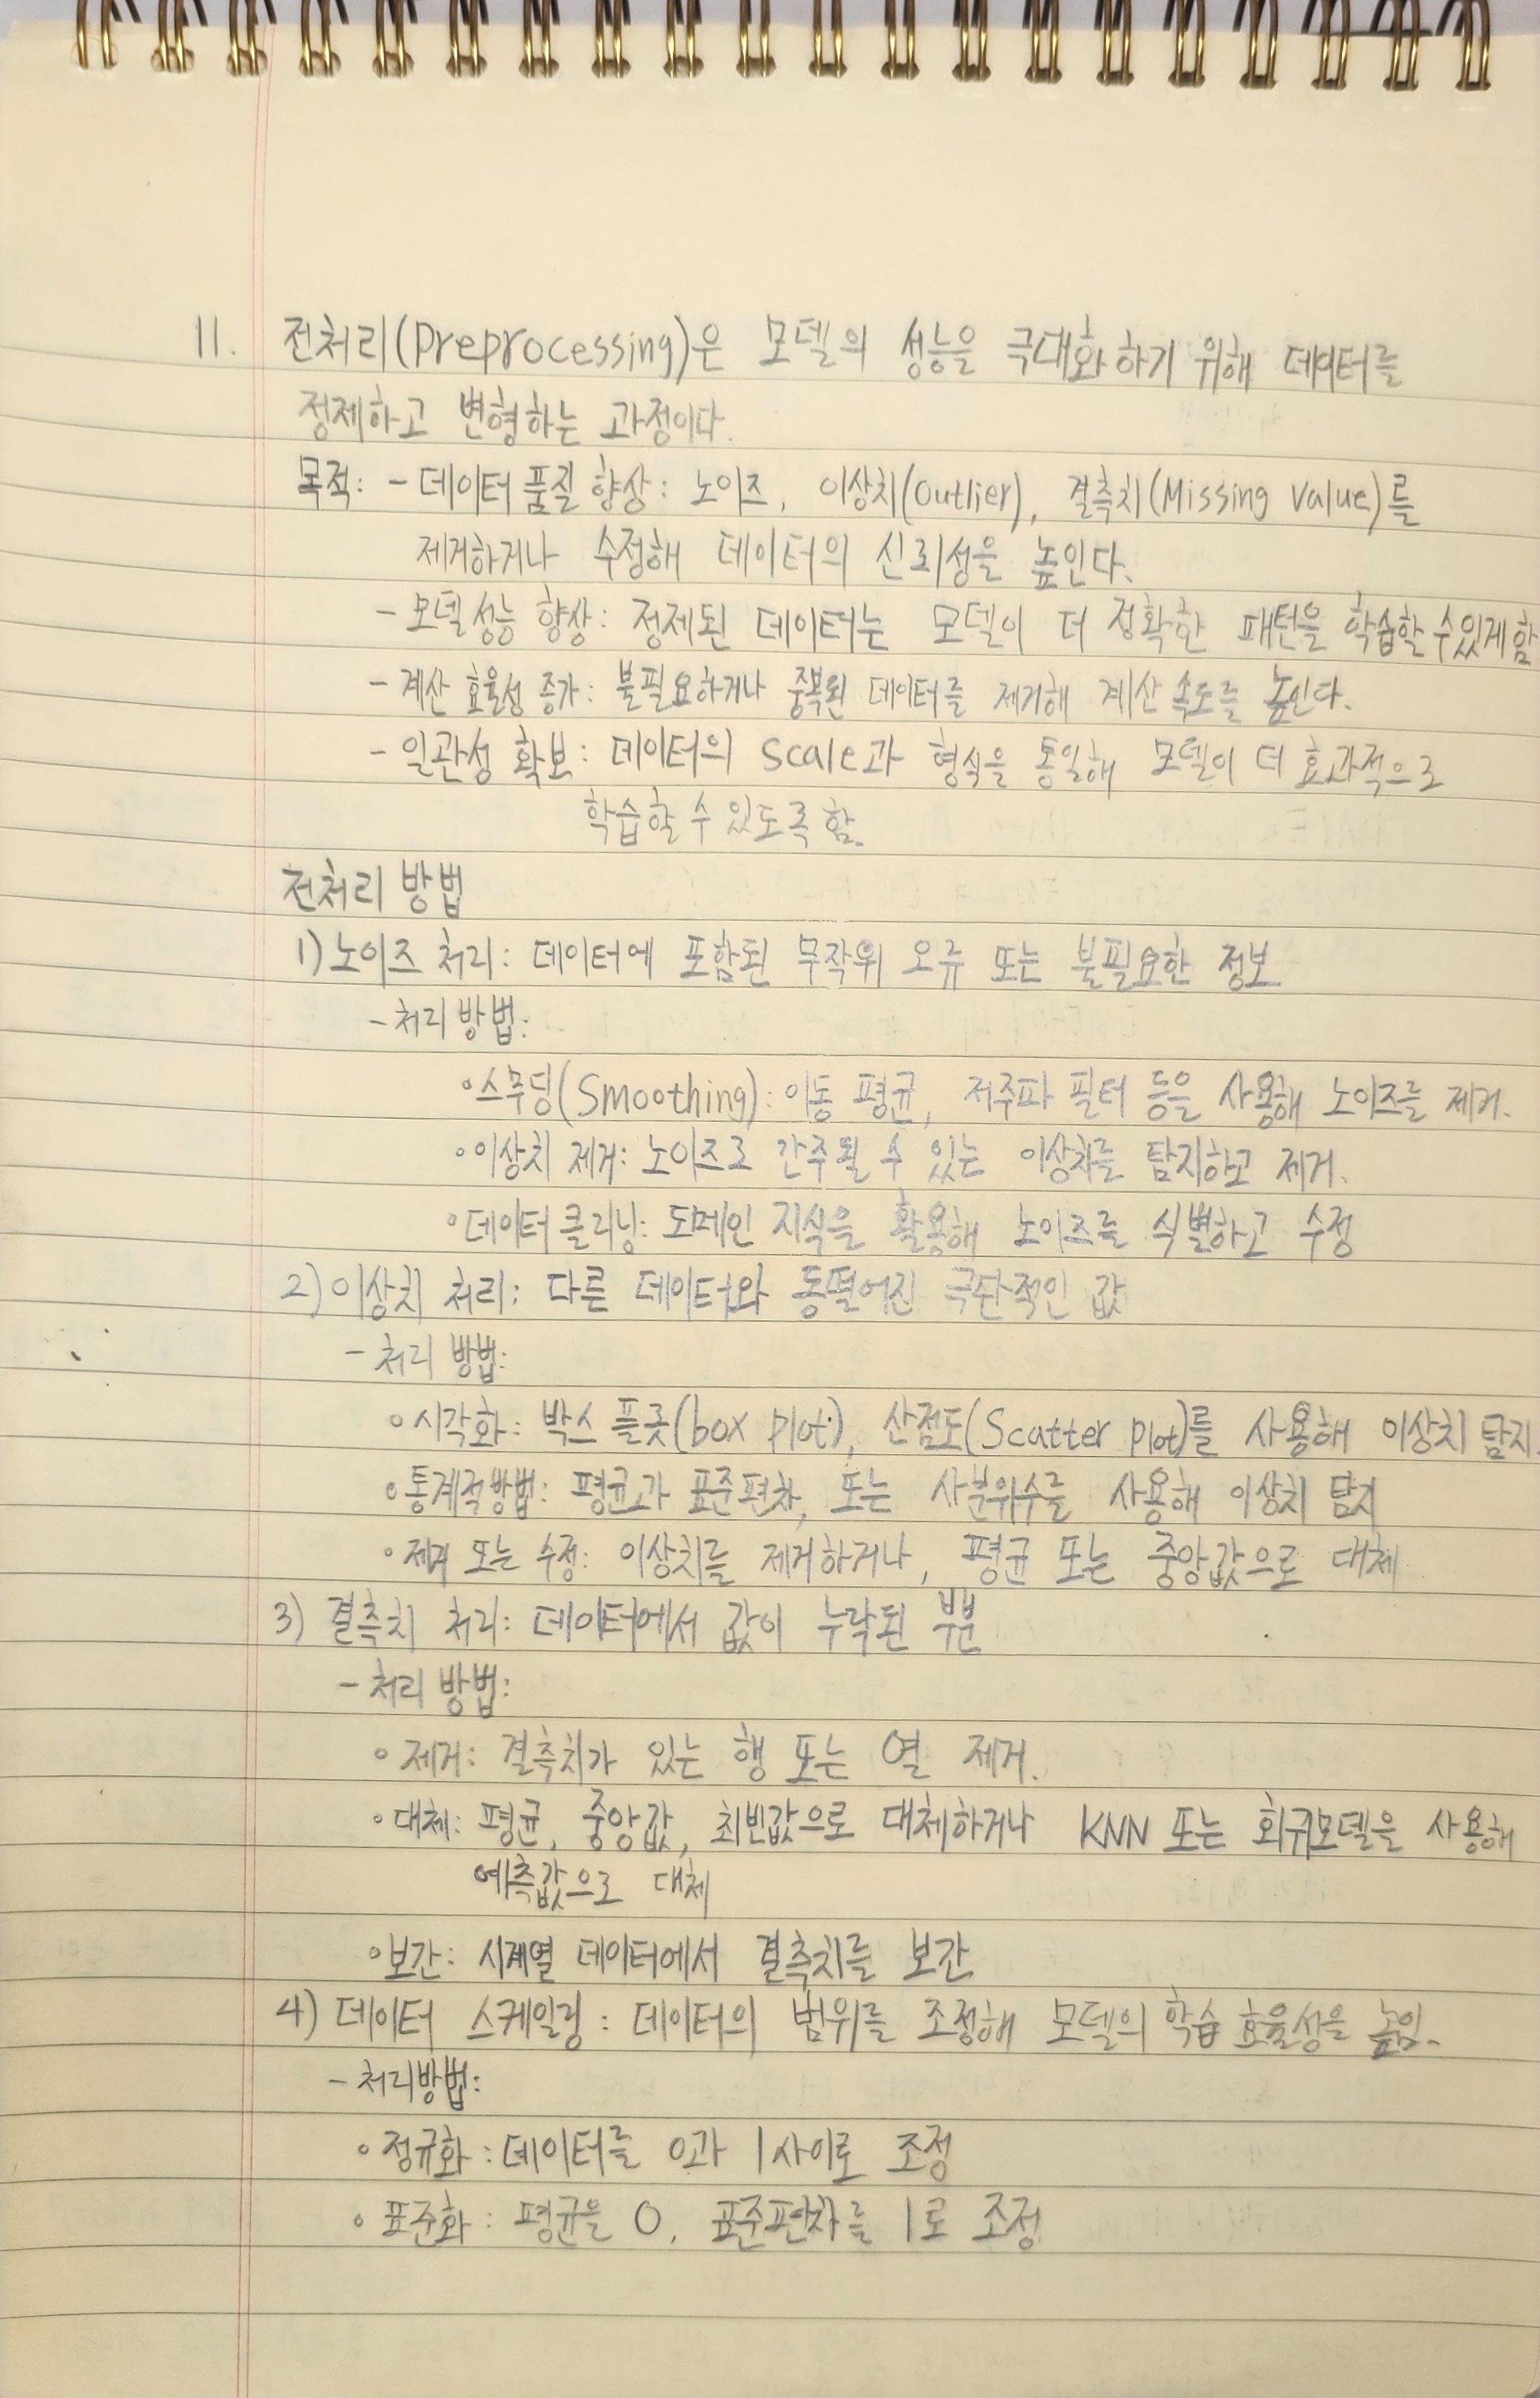 11. 전처리(Preprocessing)은 모델의 성능을 극대화하기 위해 데이터를
정제하고 변형하는 과정이다.
목적: - 데이터 품질 향상: 노이즈, 이상치(Outlier), 결측치(Missing value)를
제거하거나 수정해 데이터의 신뢰성을 높인다.
- 모델 성능 향상: 정제된 데이터는 모델이 더 정확한 패턴을 학습할 수 있게 함
- 계산 효율성 증가: 불필요하거나 중복된 데이터를 제거해 계산 속도를 높인다.
- 일관성 확보: 데이터의 scale과 형식을 통일해 모델이 더 효과적으로
학습할 수 있도록 함.
전처리 방법
1) 노이즈 처리: 데이터에 포함된 무작위 오류 또는 불필요한 정보
- 처리 방법:
◦ 스무딩(Smoothing): 이동 평균, 저주파 필터 등을 사용해 노이즈를 제거.
◦ 이상치 제거: 노이즈로 간주될 수 있는 이상치를 탐지하고 제거.
◦ 데이터 클리닝: 도메인 지식을 활용해 노이즈를 식별하고 수정
2) 이상치 처리: 다른 데이터와 동떨어진 극단적인 값
- 처리 방법:
◦ 시각화: 박스 플롯(box plot), 산점도(Scatter plot)를 사용해 이상치 탐지.
◦ 통계적방법: 평균과 표준편차, 또는 사분위수를 사용해 이상치 탐지
◦ 제거 또는 수정: 이상치를 제거하거나, 평균 또는 중앙값으로 대체
3) 결측치 처리: 데이터에서 값이 누락된 부분
- 처리 방법:
◦ 제거: 결측치가 있는 행 또는 열 제거.
◦ 대체: 평균, 중앙값, 최빈값으로 대체하거나 KNN 또는 회귀모델을 사용해
예측값으로 대체
◦ 보간: 시계열 데이터에서 결측치를 보간
4) 데이터 스케일링: 데이터의 범위를 조정해 모델의 학습 효율성을 높임.
- 처리방법:
◦ 정규화: 데이터를 0과 1사이로 조정
◦ 표준화: 평균을 0, 표준편차를 1로 조정